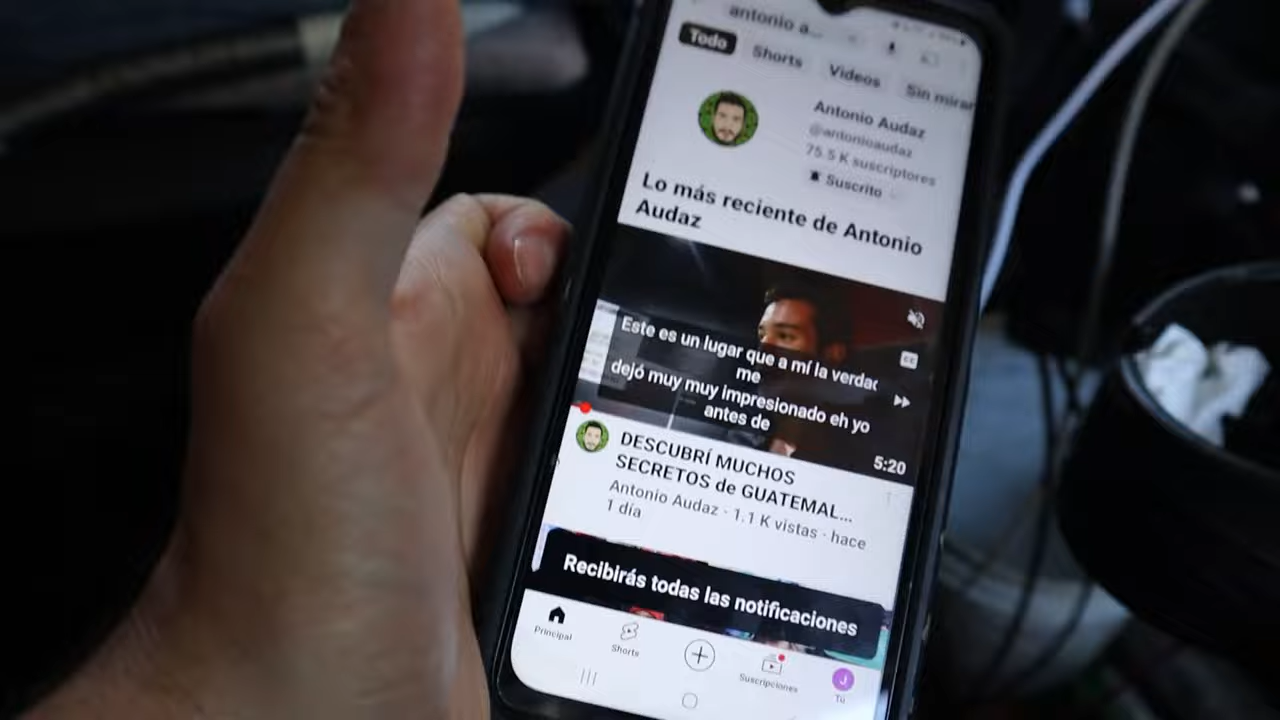 antonio a...
Todo
Shorts
Videos
Sin mirar
Antonio Audaz
@antonioaudaz
75.5 K suscriptores
Suscrito
Lo más reciente de Antonio
Audaz
Este es un lugar que a mí la verdad
me
dejó muy muy impresionado eh yo
antes de
CC
5:20
DESCUBRÍ MUCHOS
SECRETOS de GUATEMAL...
Antonio Audaz · 1.1 K vistas · hace
1 día
Recibirás todas las notificaciones
Principal
Shorts
Suscripciones
J
Tú